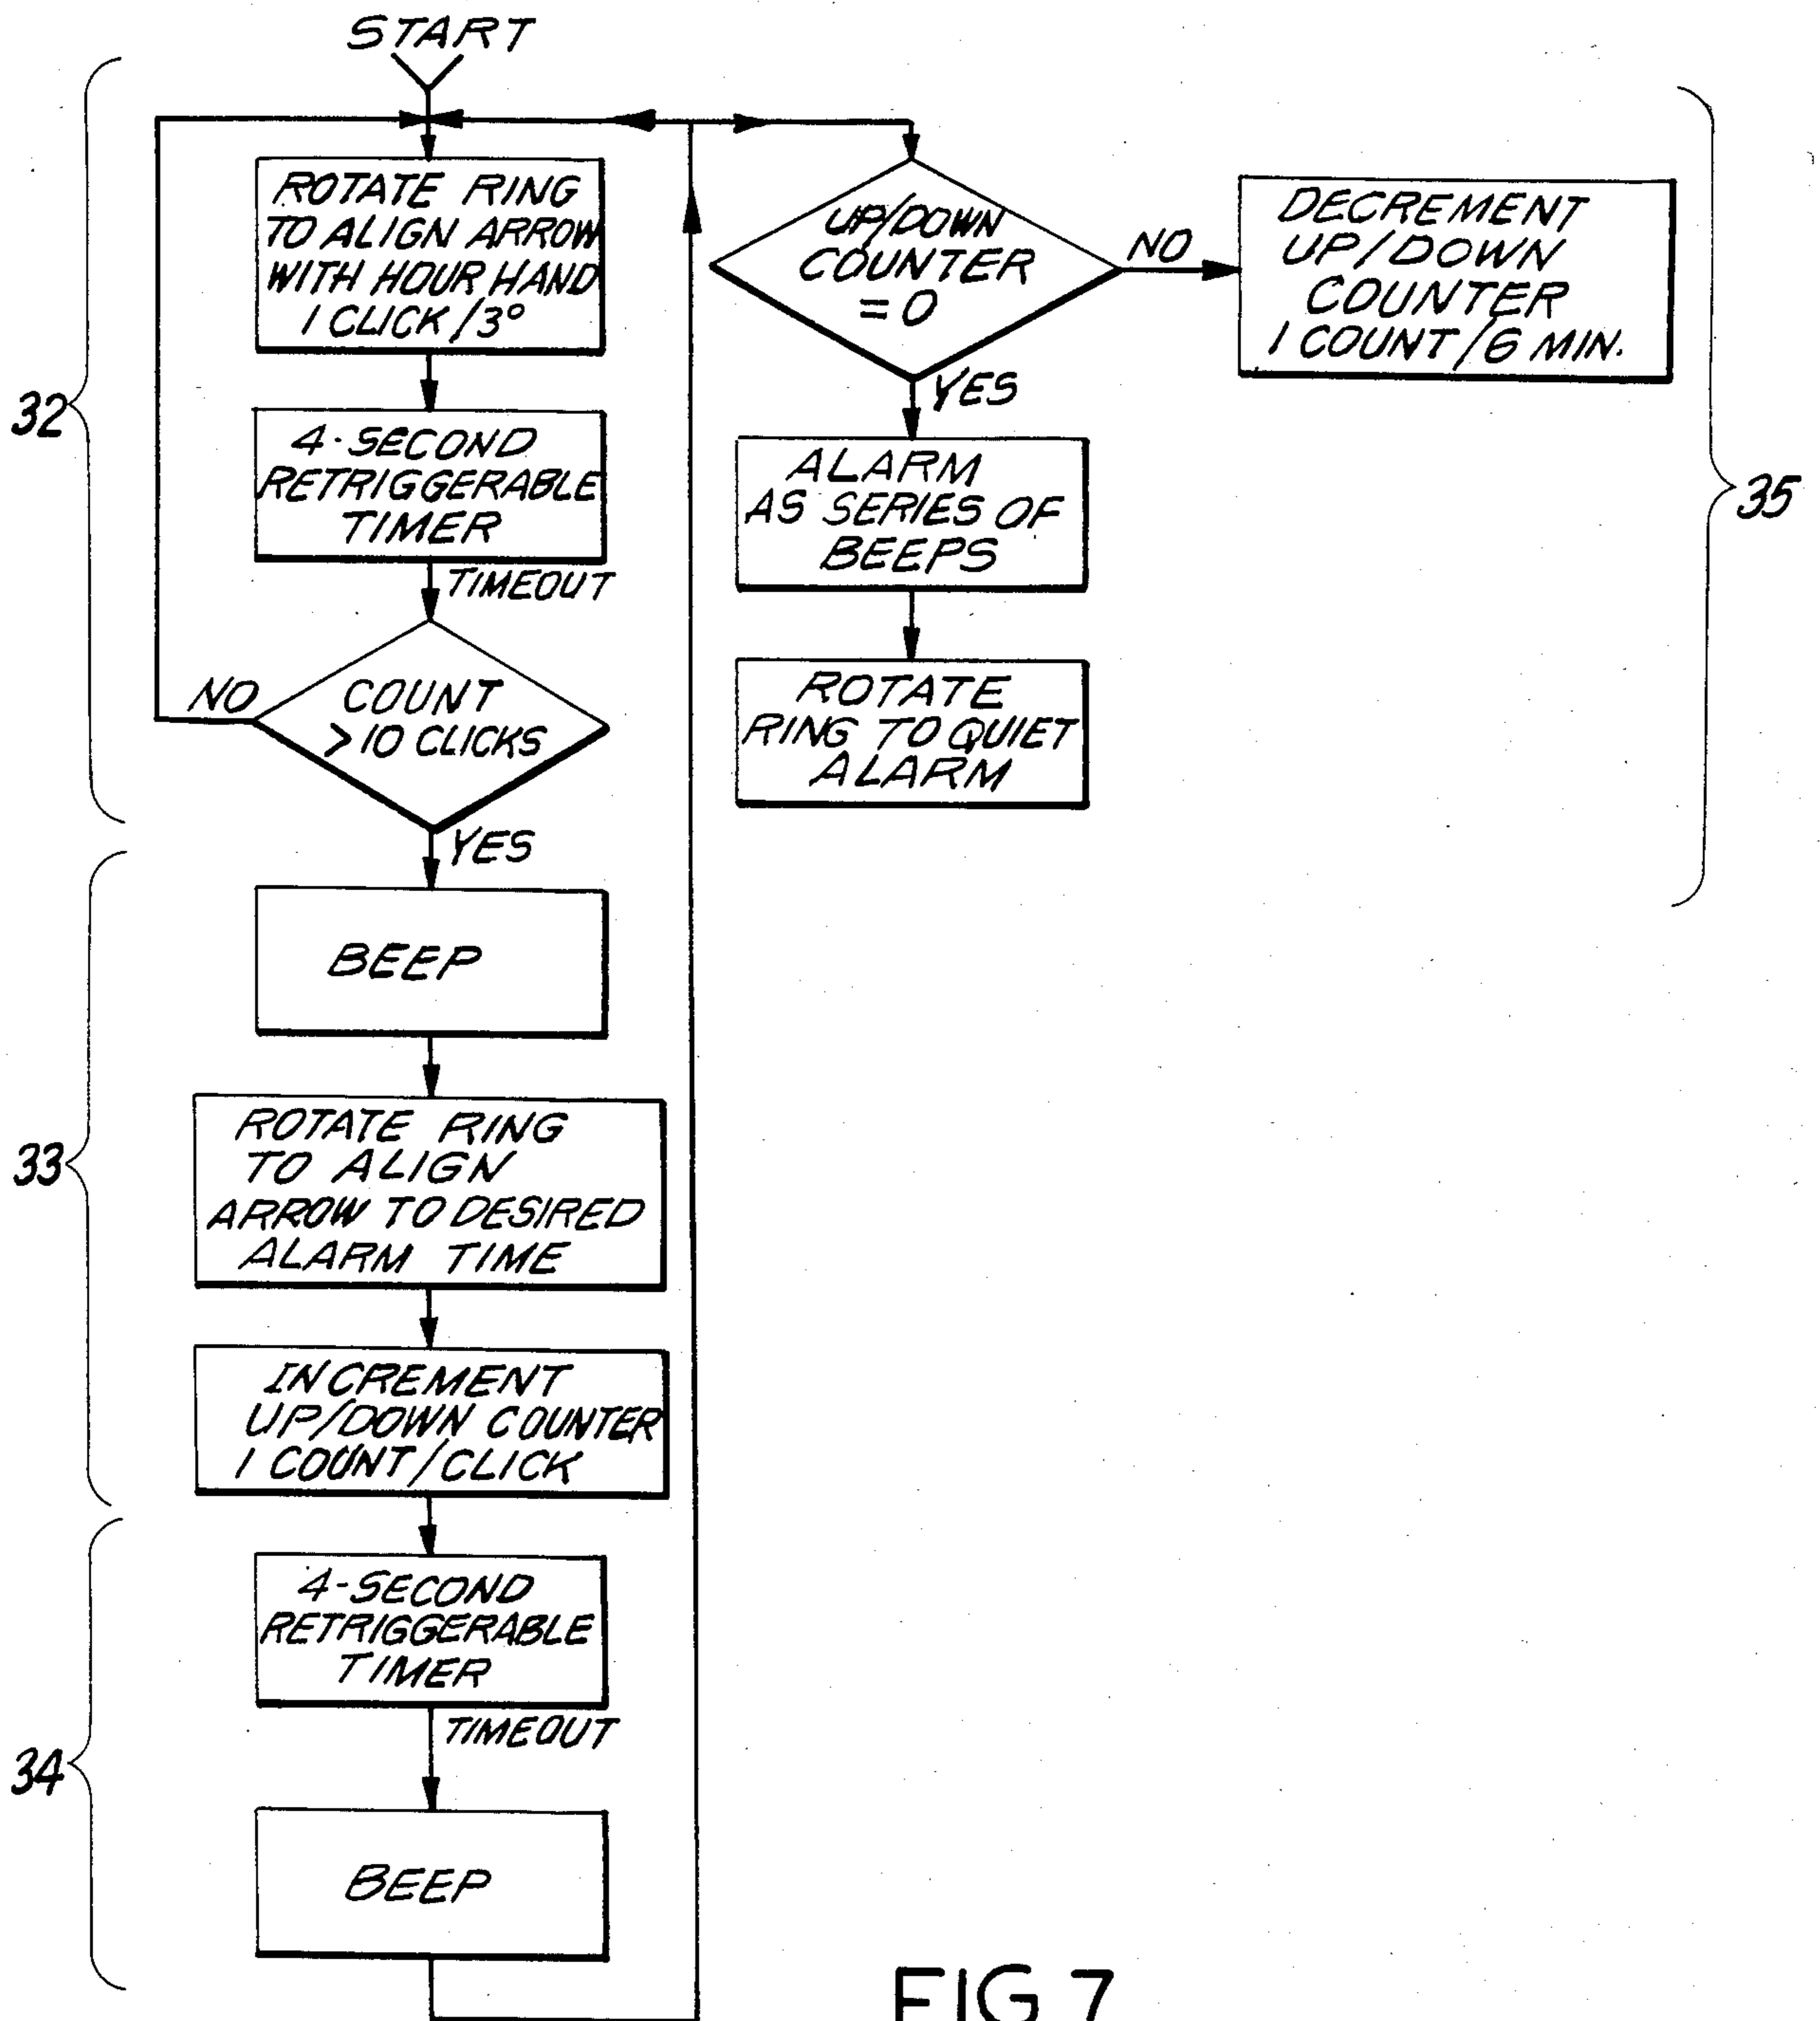 START
ROTATE RING
TO ALIGN ARROW
WITH HOUR HAND
1 CLICK/3°
32
4-SECOND
RETRIGGERABLE
TIMER
TIMEOUT
NO
COUNT
>10 CLICKS
YES
33
BEEP
ROTATE RING
TO ALIGN
ARROW TO DESIRED
ALARM TIME
INCREMENT
UP/DOWN COUNTER
1 COUNT/CLICK
34
4-SECOND
RETRIGGERABLE
TIMER
TIMEOUT
BEEP
UP/DOWN
COUNTER
=0
NO
DECREMENT
UP/DOWN
COUNTER
1 COUNT/6 MIN.
YES
ALARM
AS SERIES OF
BEEPS
ROTATE
RING TO QUIET
ALARM
35
FIG 7